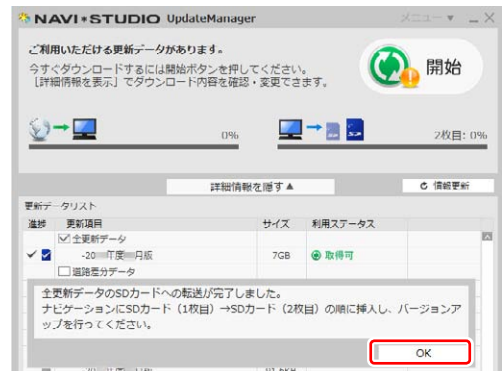 NAVI*STUDIO UpdateManager メニュー
ご利用いただける更新データがあります。
今すぐダウンロードするには開始ボタンを押してください。
[詳細情報を表示] でダウンロード内容を確認・変更できます。
開始
0%
2枚目: 0%
詳細情報を隠す▲
情報更新
更新データリスト
進捗 更新項目 サイズ 利用ステータス
全更新データ
-20 年度 月版 7GB 取得可
道路差分データ
全更新データのSDカードへの転送が完了しました。
ナビゲーションにSDカード（1枚目）→SDカード（2枚目）の順に挿入し、バージョンア
ップを行ってください。
OK